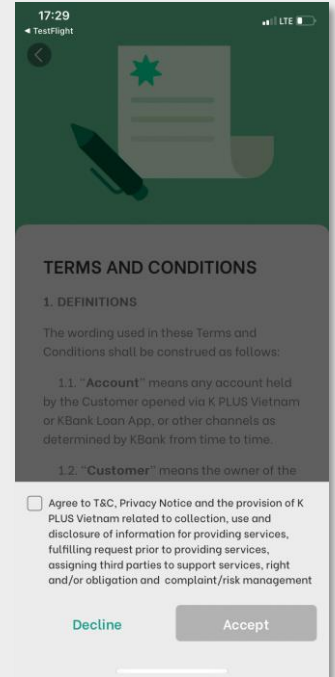 17:29
LTE
◄ TestFlight
TERMS AND CONDITIONS
1. DEFINITIONS
The wording used in these Terms and
Conditions shall be construed as follows:
1.1. "Account" means any account held
by the Customer opened via K PLUS Vietnam
or KBank Loan App, or other channels as
determined by KBank from time to time.
1.2. "Customer" means the owner of the
Agree to T&C, Privacy Notice and the provision of K
PLUS Vietnam related to collection, use and
disclosure of information for providing services,
fulfilling request prior to providing services,
assigning third parties to support services, right
and/or obligation and complaint/risk management
Decline
Accept